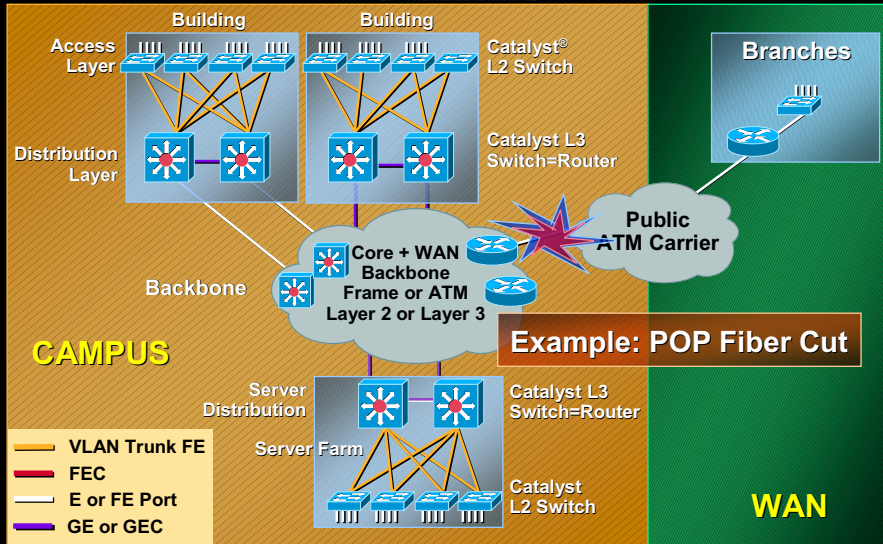 Building
Building
Access
Layer
Catalyst®
L2 Switch
Branches
Distribution
Layer
Catalyst L3
Switch=Router
Public
ATM Carrier
Core + WAN
Backbone
Frame or ATM
Layer 2 or Layer 3
Backbone
Example: POP Fiber Cut
CAMPUS
Server
Distribution
Catalyst L3
Switch=Router
Server Farm
VLAN Trunk FE
FEC
E or FE Port
GE or GEC
Catalyst
L2 Switch
WAN